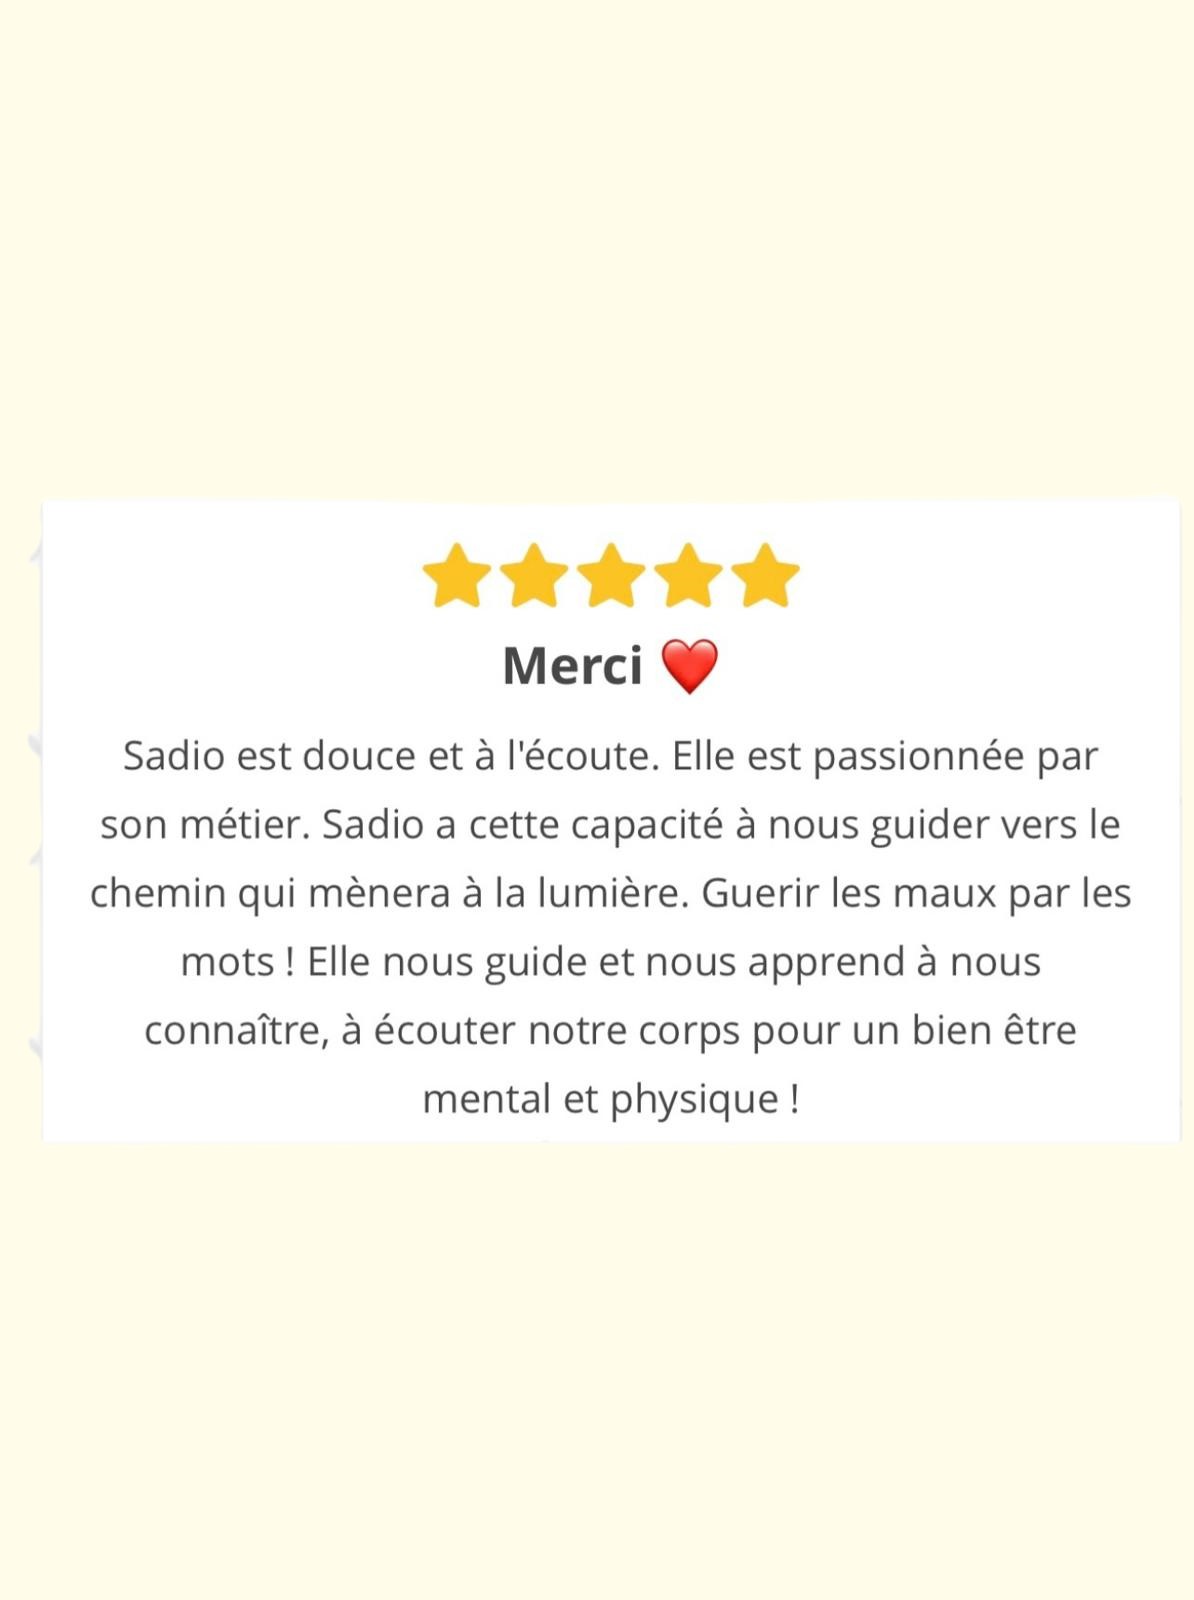 Merci ❤️
Sadio est douce et à l'écoute. Elle est passionnée par
son métier. Sadio a cette capacité à nous guider vers le
chemin qui mènera à la lumière. Guerir les maux par les
mots ! Elle nous guide et nous apprend à nous
connaître, à écouter notre corps pour un bien être
mental et physique !